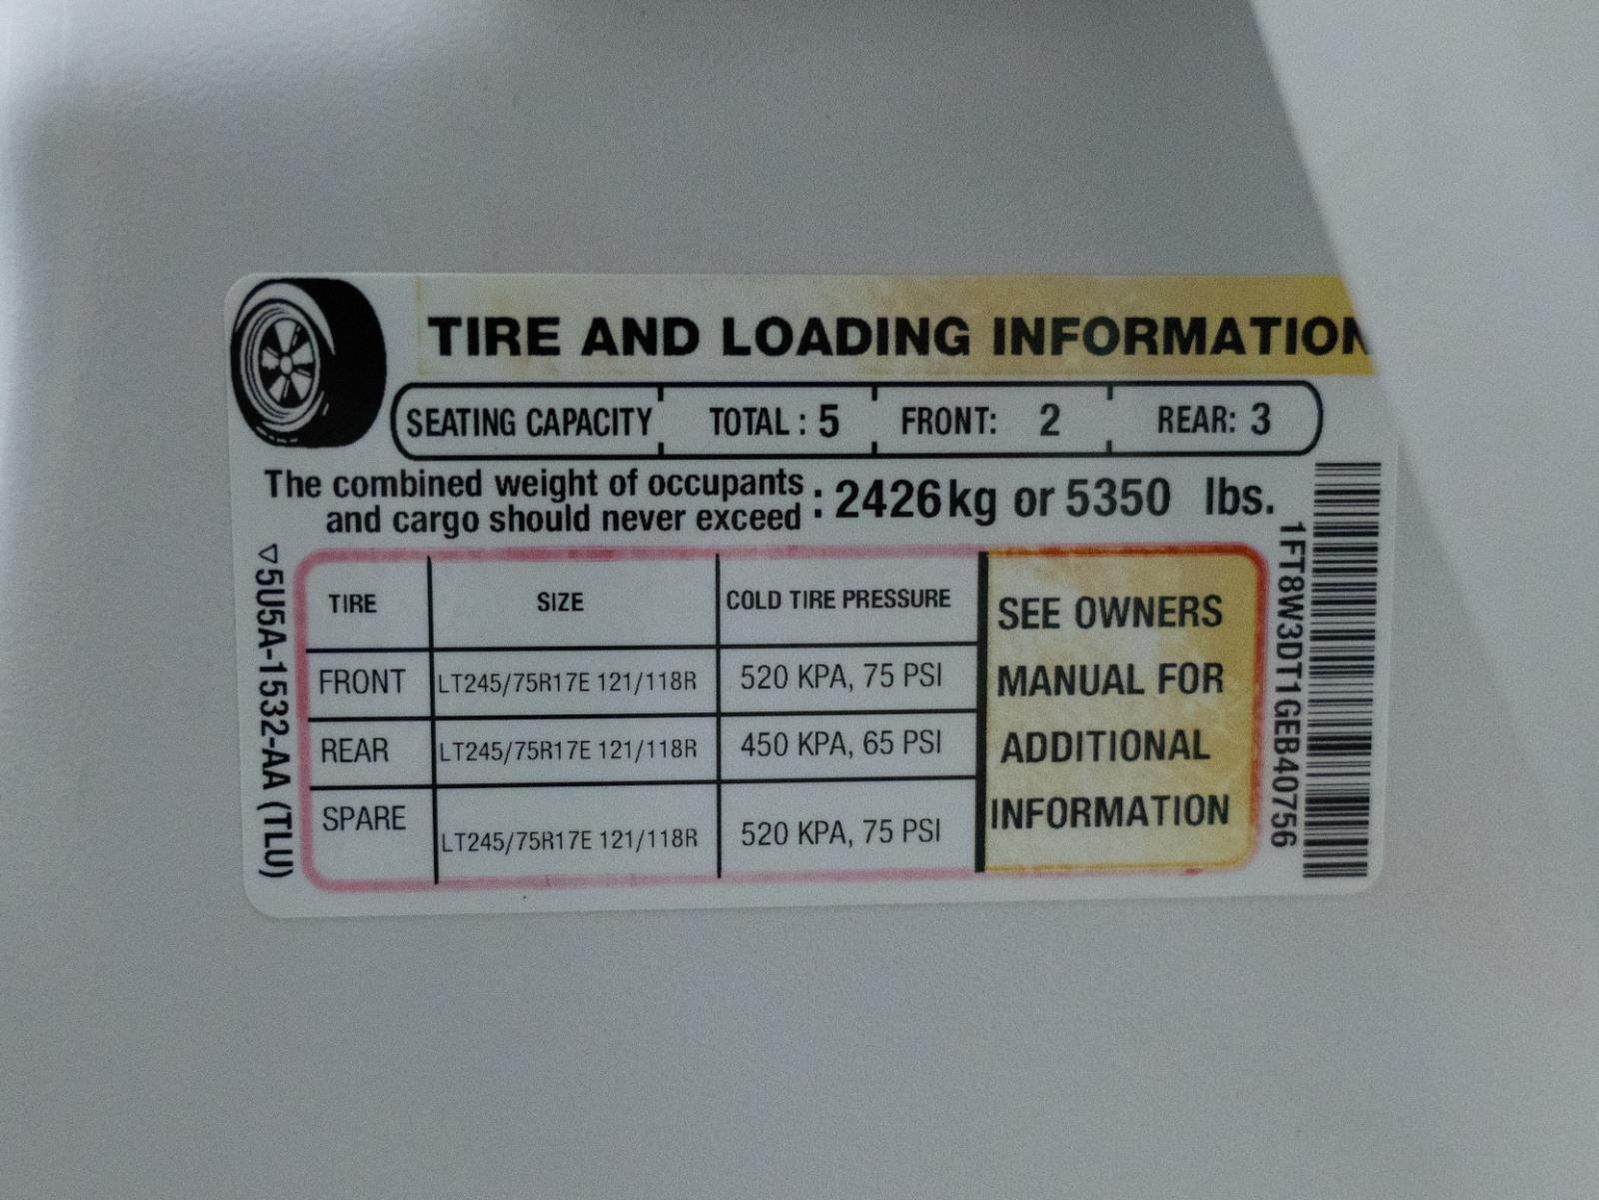 TIRE AND LOADING INFORMATION
SEATING CAPACITY TOTAL : 5 FRONT: 2 REAR: 3
The combined weight of occupants
and cargo should never exceed : 2426kg or 5350 lbs.
TIRE SIZE COLD TIRE PRESSURE
FRONT LT245/75R17E 121/118R 520 KPA, 75 PSI
REAR LT245/75R17E 121/118R 450 KPA, 65 PSI
SPARE LT245/75R17E 121/118R 520 KPA, 75 PSI
SEE OWNERS
MANUAL FOR
ADDITIONAL
INFORMATION
▽5U5A-1532-AA (TLU)
1FT8W3DT1GEB40756